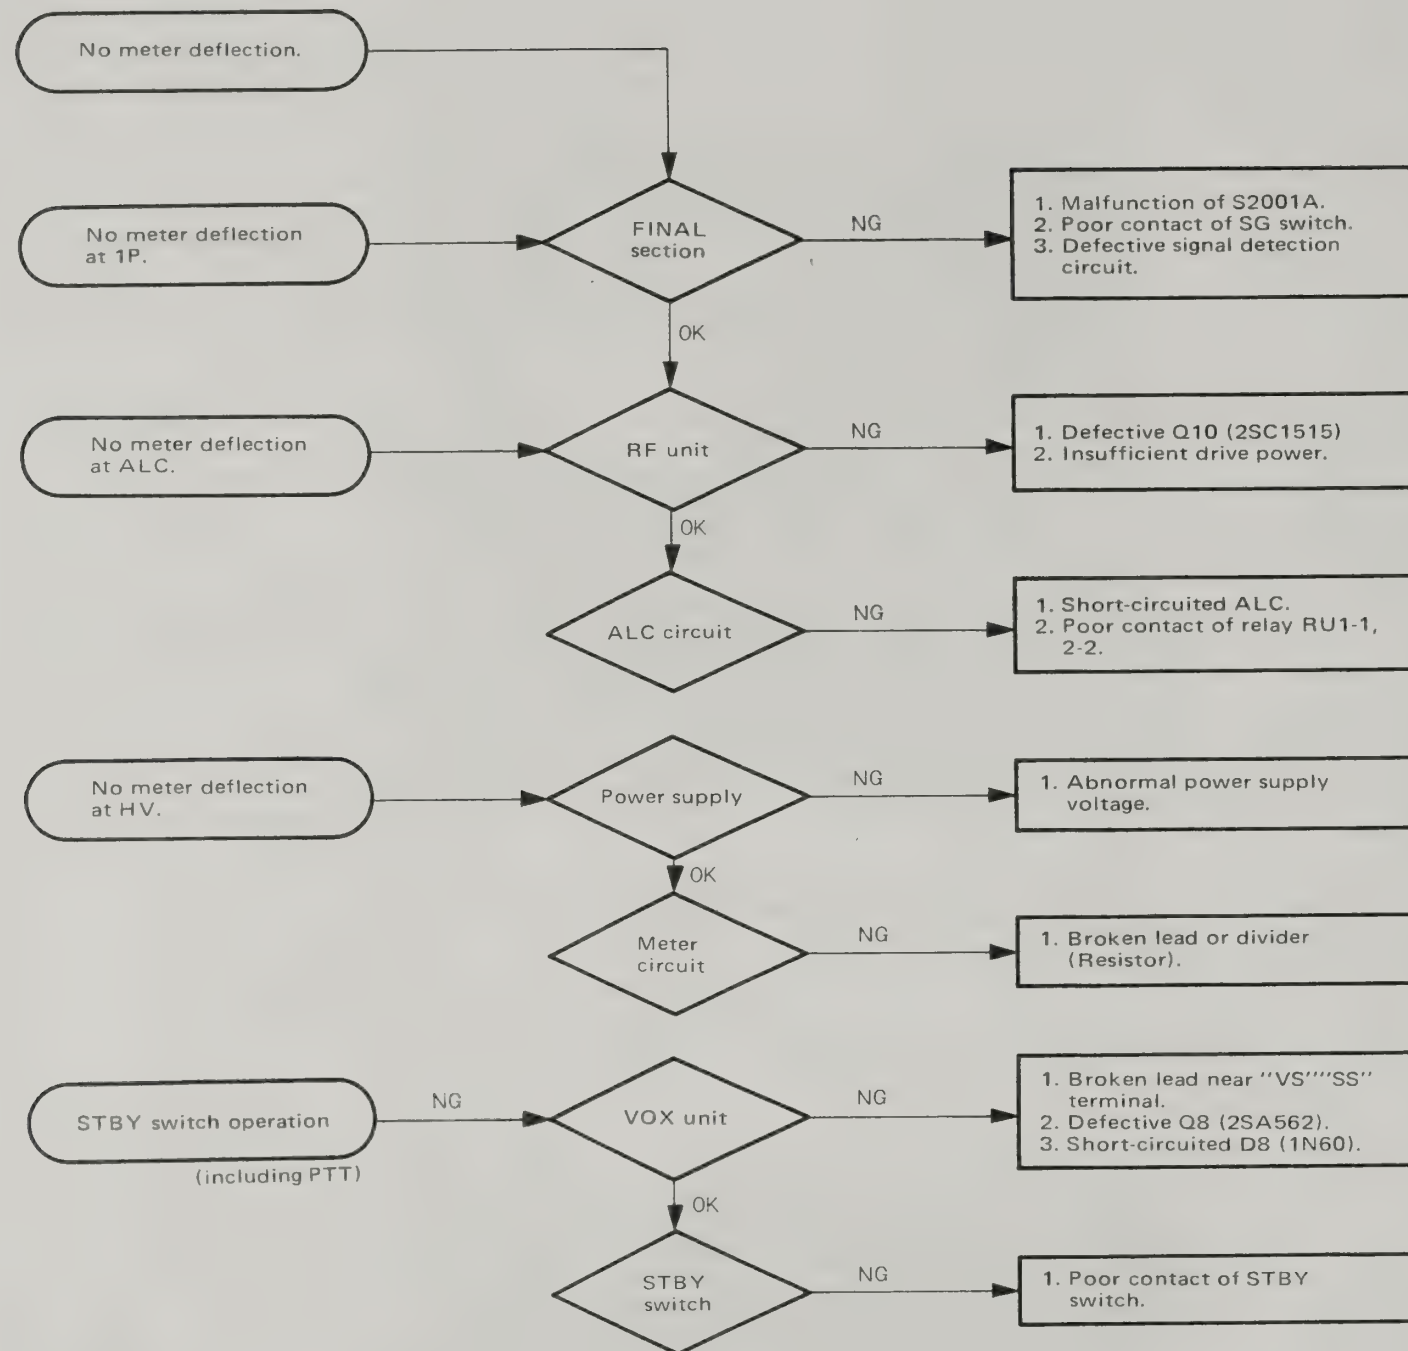 No meter deflection.
No meter deflection
at 1P.
FINAL
section
NG
1. Malfunction of S2001A.
2. Poor contact of SG switch.
3. Defective signal detection
circuit.
OK
No meter deflection
at ALC.
RF unit
NG
1. Defective Q10 (2SC1515)
2. Insufficient drive power.
OK
ALC circuit
NG
1. Short-circuited ALC.
2. Poor contact of relay RU1-1,
2-2.
No meter deflection
at HV.
Power supply
NG
1. Abnormal power supply
voltage.
OK
Meter
circuit
NG
1. Broken lead or divider
(Resistor).
STBY switch operation
(including PTT)
NG
VOX unit
NG
1. Broken lead near "VS""SS"
terminal.
2. Defective Q8 (2SA562).
3. Short-circuited D8 (1N60).
OK
STBY
switch
NG
1. Poor contact of STBY
switch.